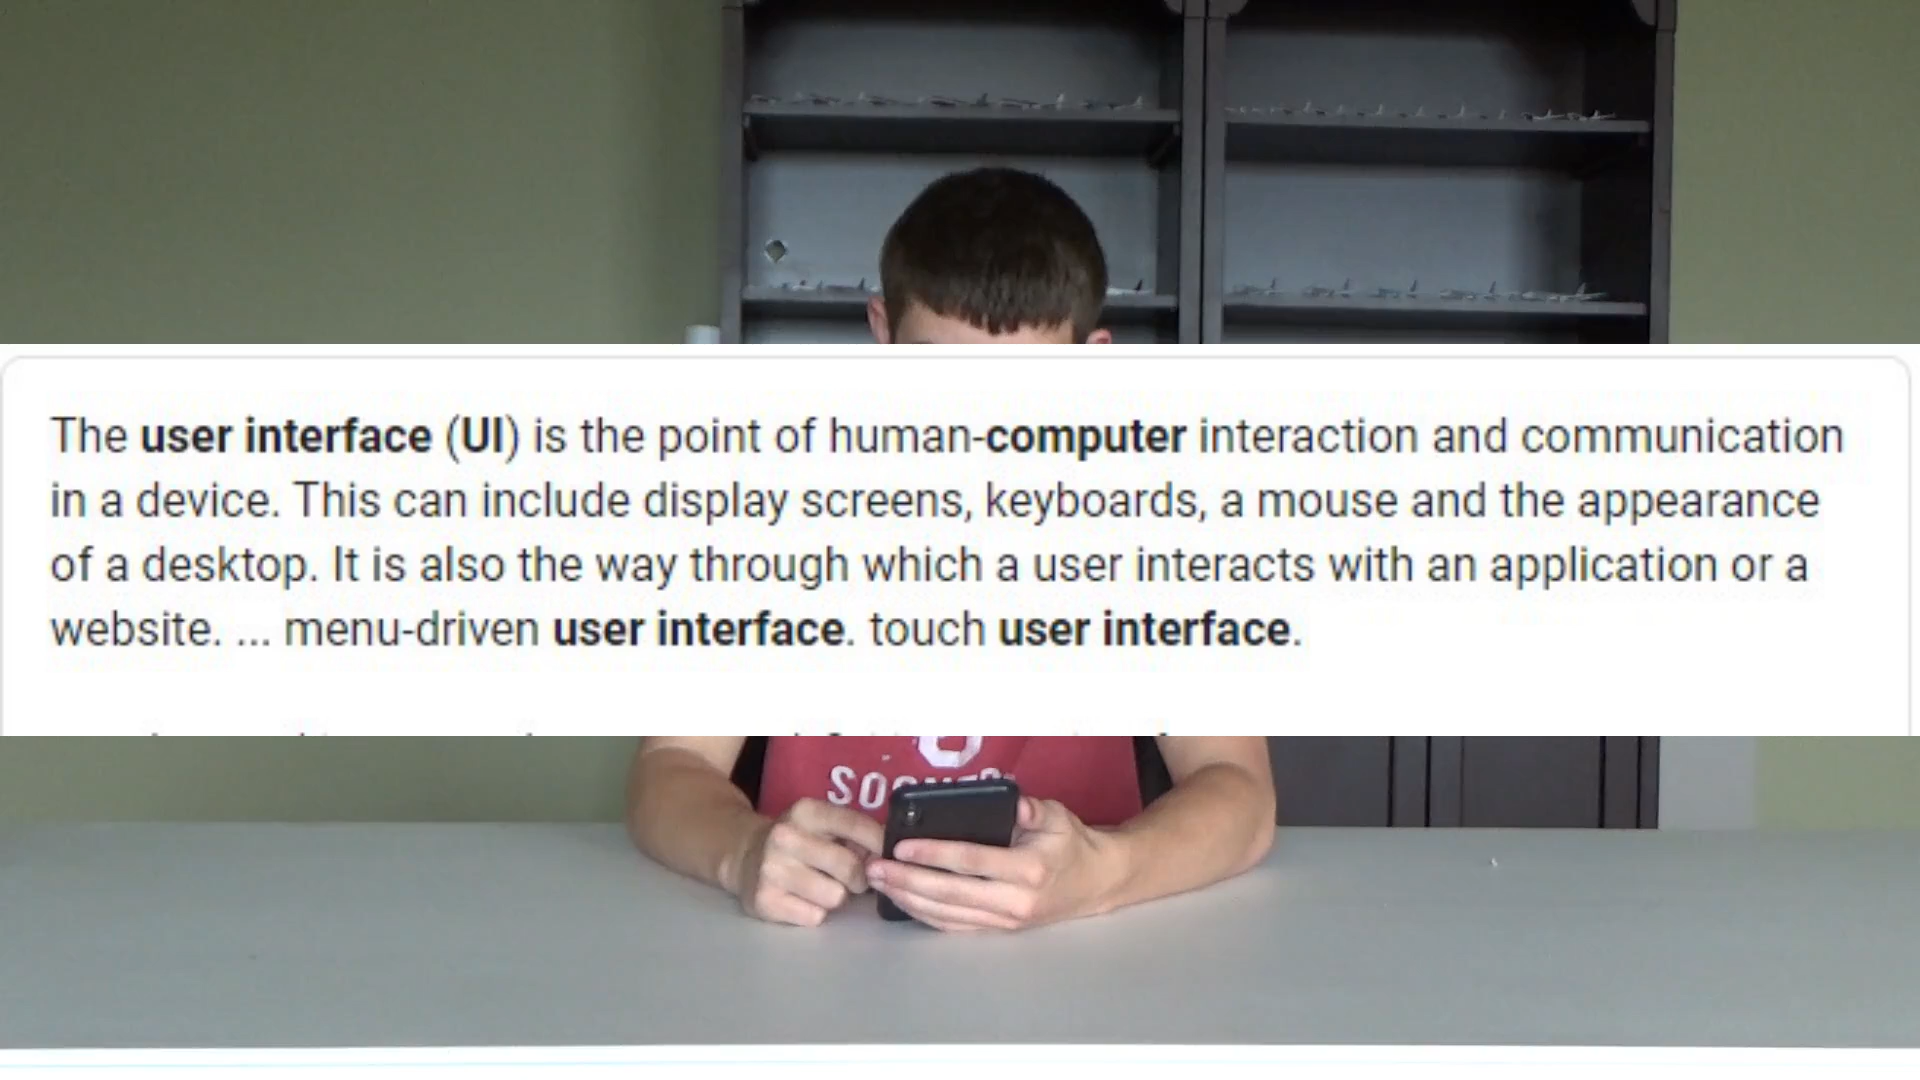 The user interface (UI) is the point of human-computer interaction and communication
in a device. This can include display screens, keyboards, a mouse and the appearance
of a desktop. It is also the way through which a user interacts with an application or a
website. ... menu-driven user interface. touch user interface.